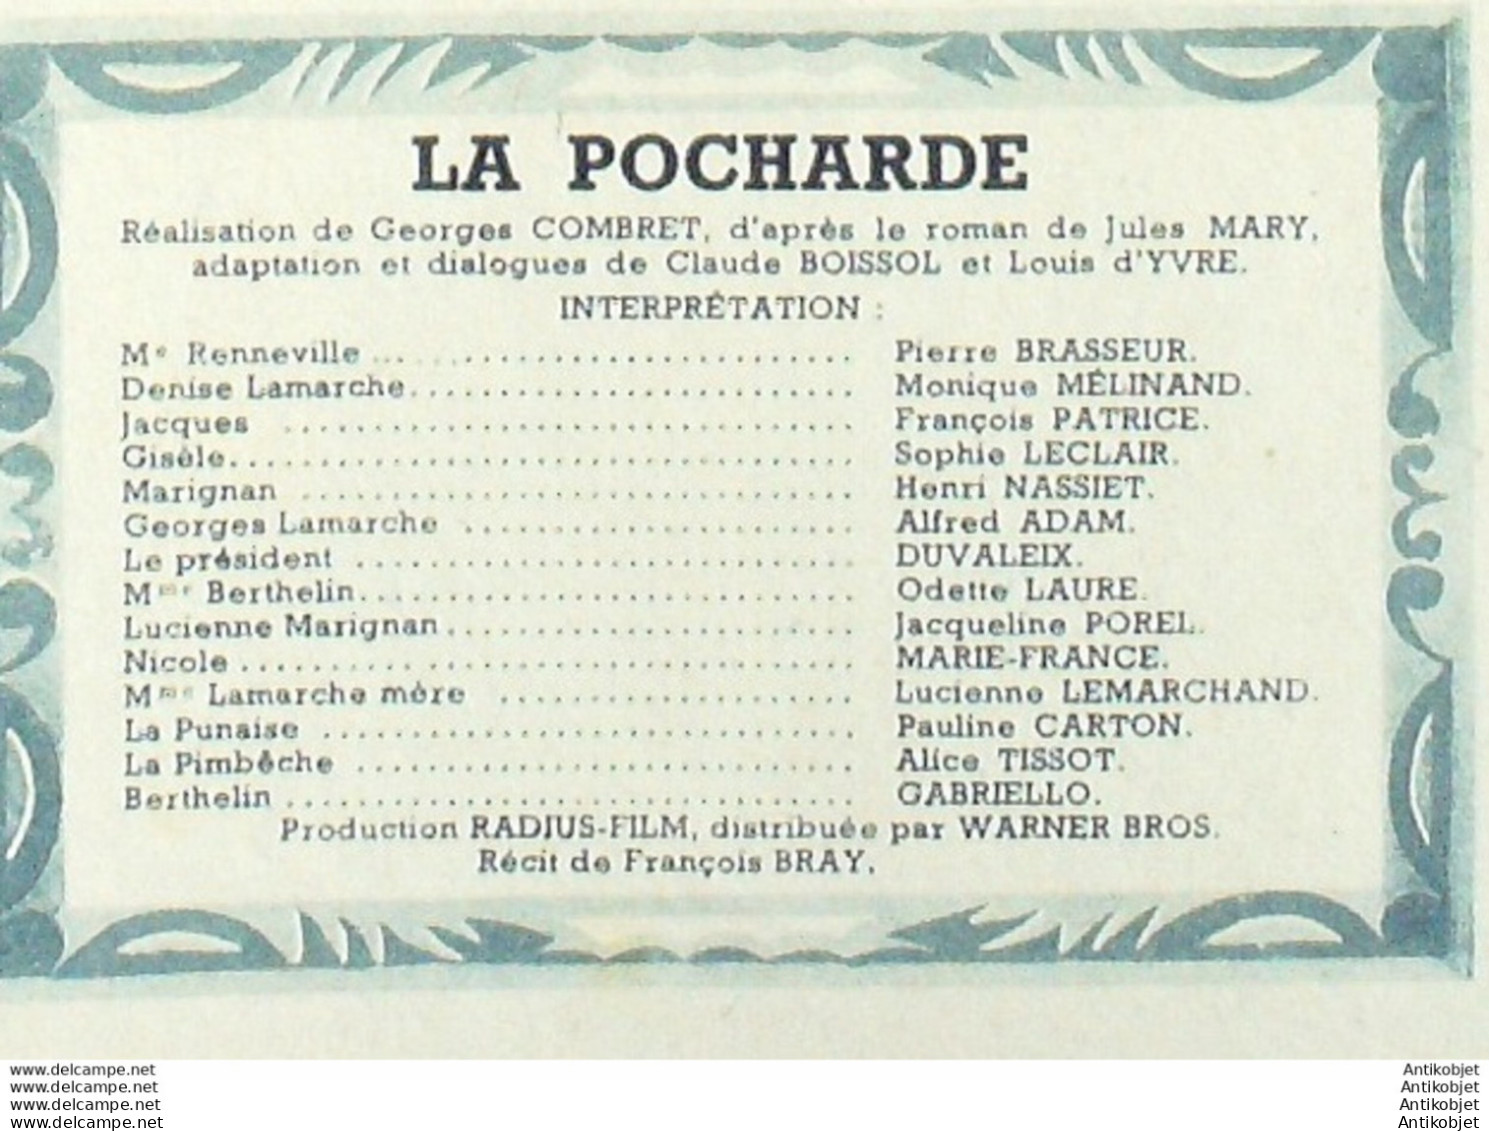 LA POCHARDE
Réalisation de Georges COMBRET, d'après le roman de Jules MARY,
adaptation et dialogues de Claude BOISSOL et Louis d'YVRE.
INTERPRÉTATION :
Me Renneville ........................... Pierre BRASSEUR.
Denise Lamarche......................... Monique MÉLINAND.
Jacques ................................ François PATRICE.
Gisèle................................... Sophie LECLAIR.
Marignan ............................... Henri NASSIET.
Georges Lamarche ...................... Alfred ADAM.
Le président ............................ DUVALEIX.
Mme Berthelin............................ Odette LAURE.
Lucienne Marignan....................... Jacqueline POREL.
Nicole ................................... MARIE-FRANCE.
Mme Lamarche mère .................... Lucienne LEMARCHAND.
La Punaise .............................. Pauline CARTON.
La Pimbêche ............................ Alice TISSOT.
Berthelin ................................ GABRIELLO.
Production RADIUS-FILM, distribuée par WARNER BROS.
Récit de François BRAY.
www.delcampe.net Antikobjet
www.delcampe.net Antikobjet
www.delcampe.net Antikobjet
www.delcampe.net Antikobjet